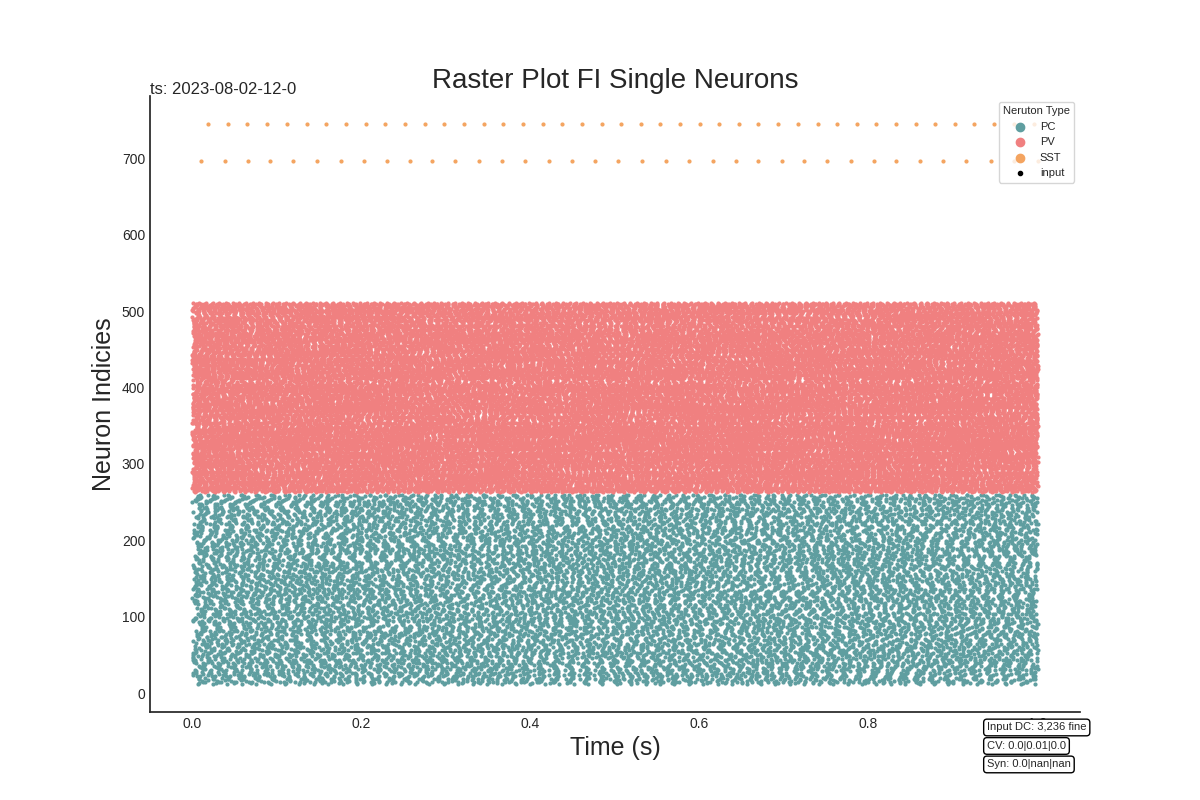 Raster Plot FI Single Neurons
ts: 2023-08-02-12-0
Neruton Type
PC
PV
SST
input
Neuron Indicies
700
600
500
400
300
200
100
0
0.0 0.2 0.4 0.6 0.8
Time (s)
Input DC: 3,236 fine
CV: 0.0|0.01|0.0
Syn: 0.0|nan|nan